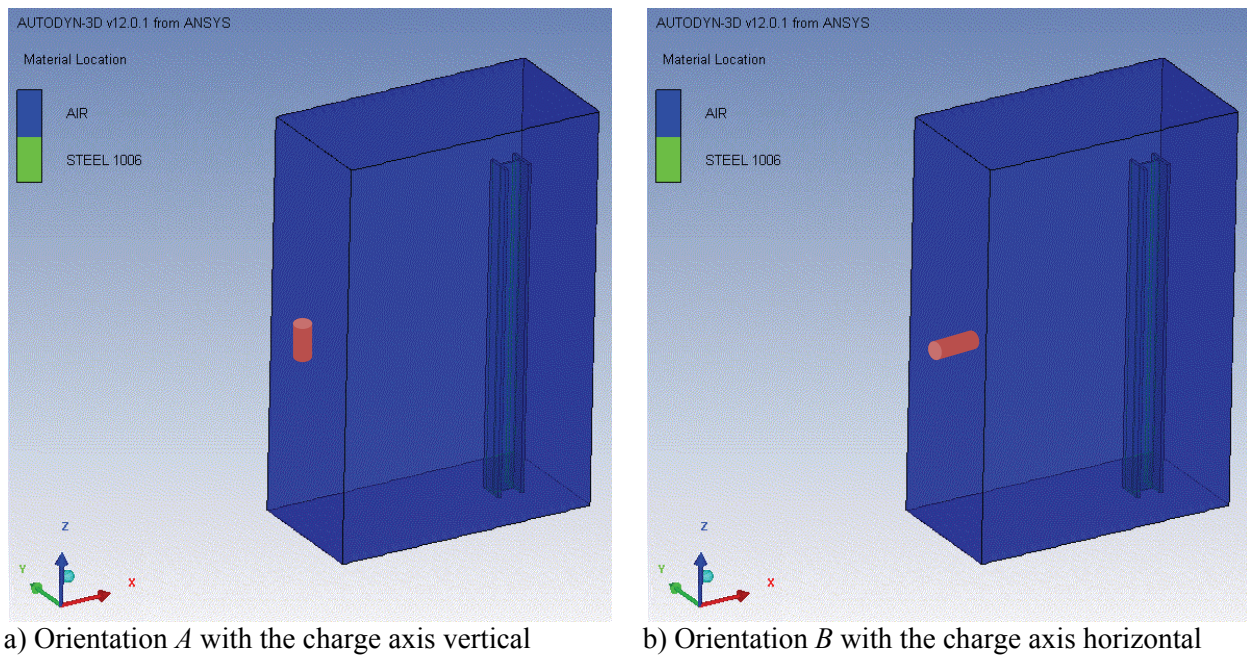 AUTODYN-3D v12.0.1 from ANSYS
Material Location
AIR
STEEL 1006
Z
Y
X
a) Orientation A with the charge axis vertical
AUTODYN-3D v12.0.1 from ANSYS
Material Location
AIR
STEEL 1006
Z
Y
X
b) Orientation B with the charge axis horizontal